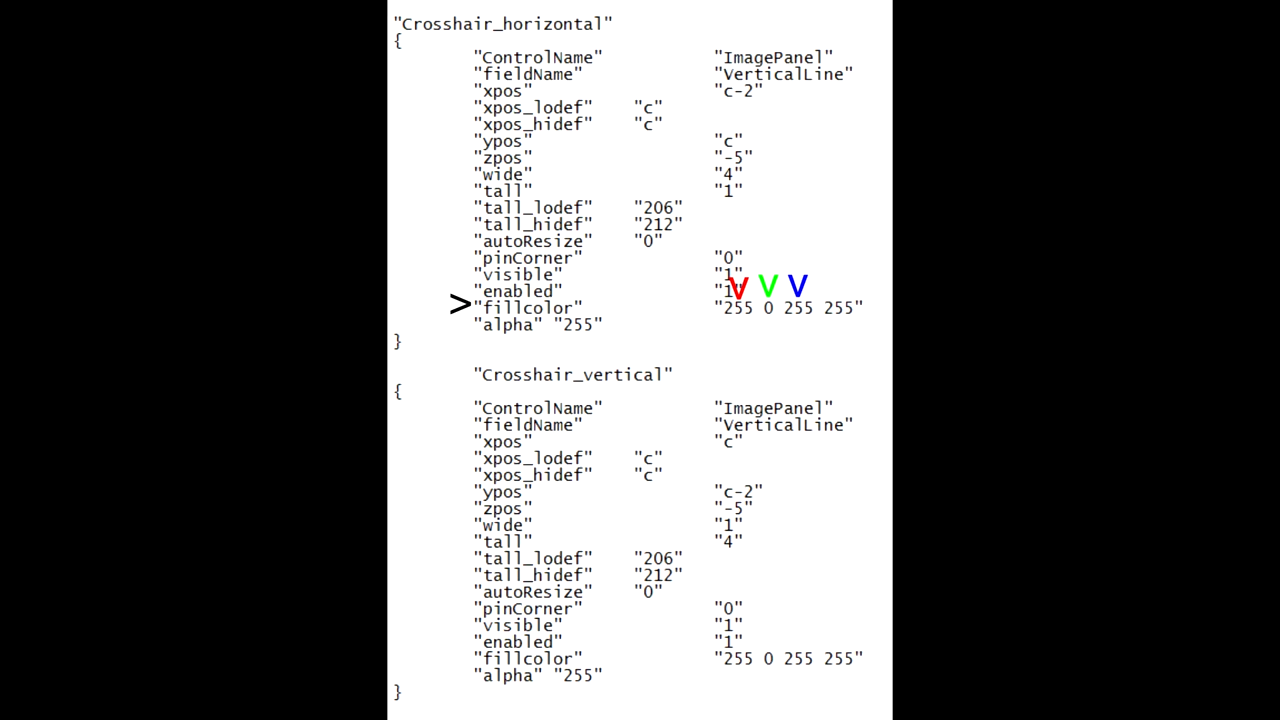 "Crosshair_horizontal"
{
"ControlName" "ImagePanel"
"fieldName" "VerticalLine"
"xpos" "c-2"
"xpos_lodef" "c"
"xpos_hidef" "c"
"ypos" "c"
"zpos" "-5"
"wide" "4"
"tall" "1"
"tall_lodef" "206"
"tall_hidef" "212"
"autoResize" "0"
"pinCorner" "0"
"visible" "1"
"enabled" "1"
v v v
> "fillcolor" "255 0 255 255"
"alpha" "255"
}
"Crosshair_vertical"
{
"ControlName" "ImagePanel"
"fieldName" "VerticalLine"
"xpos" "c"
"xpos_lodef" "c"
"xpos_hidef" "c"
"ypos" "c-2"
"zpos" "-5"
"wide" "1"
"tall" "4"
"tall_lodef" "206"
"tall_hidef" "212"
"autoResize" "0"
"pinCorner" "0"
"visible" "1"
"enabled" "1"
"fillcolor" "255 0 255 255"
"alpha" "255"
}